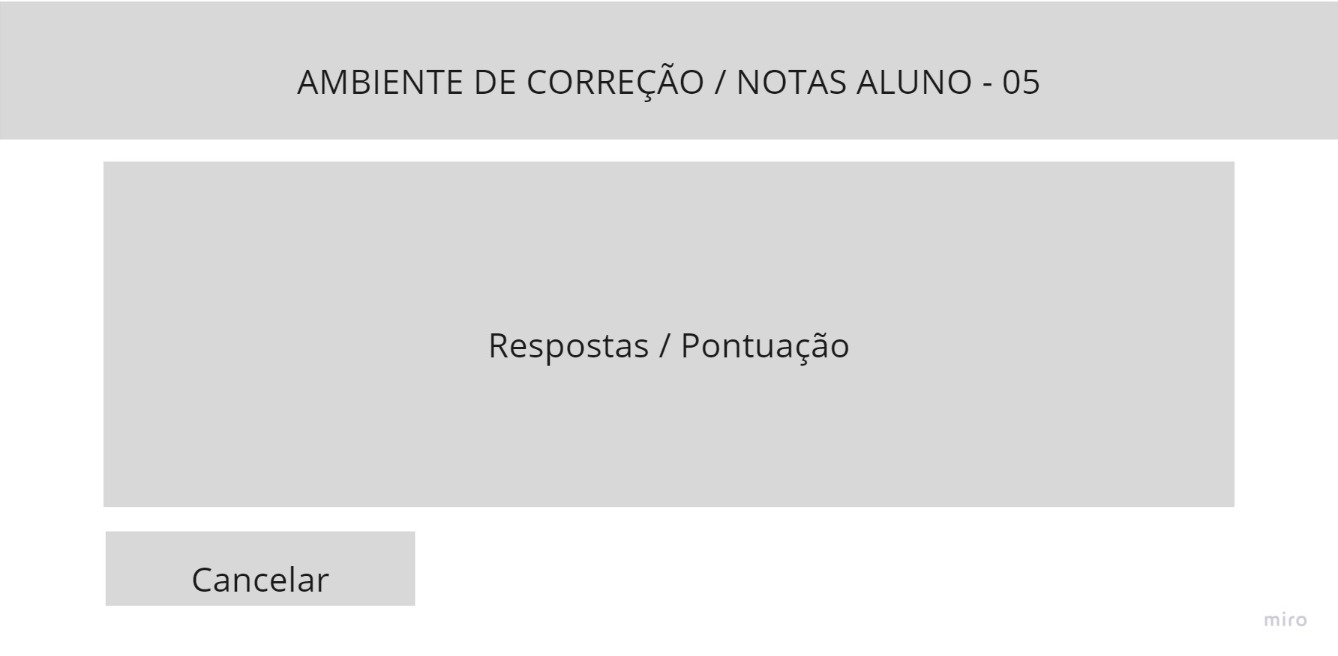 AMBIENTE DE CORREÇÃO / NOTAS ALUNO - 05
Respostas / Pontuação
Cancelar
miro